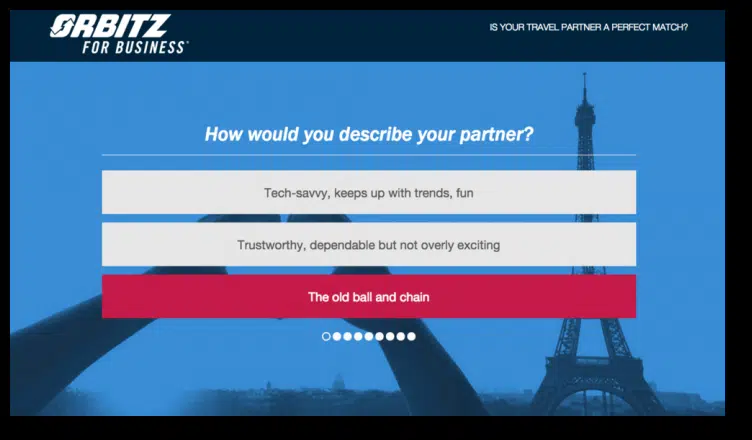 ORBITZ
FOR BUSINESS
IS YOUR TRAVEL PARTNER A PERFECT MATCH?
How would you describe your partner?
Tech-savvy, keeps up with trends, fun
Trustworthy, dependable but not overly exciting
The old ball and chain